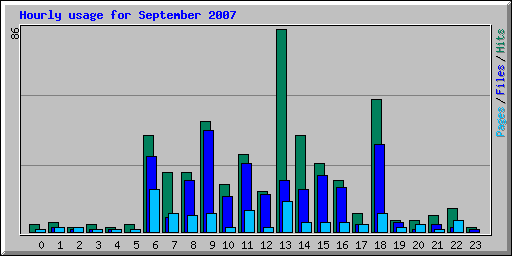 Hourly usage for September 2007
86
Pages / Files / Hits
0 1 2 3 4 5 6 7 8 9 10 11 12 13 14 15 16 17 18 19 20 21 22 23